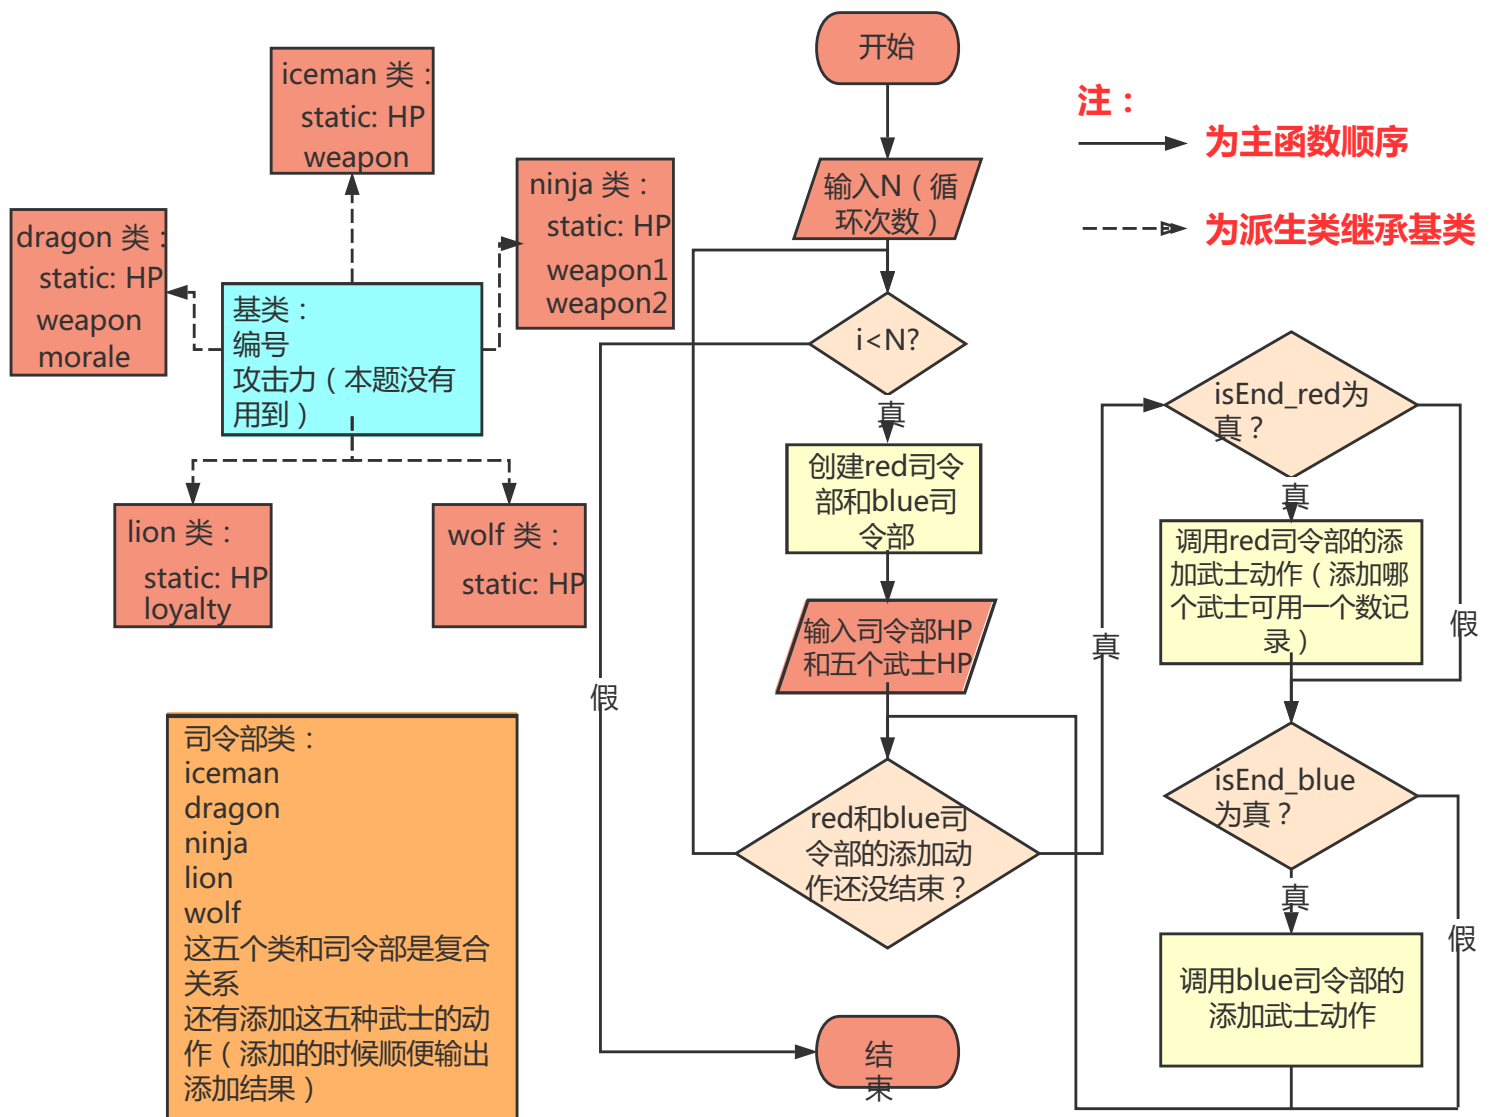 开始
iceman 类：
static: HP
weapon
注：
为主函数顺序
输入N（循
环次数）
ninja 类：
static: HP
weapon1
weapon2
dragon 类：
static: HP
weapon
morale
为派生类继承基类
基类：
编号
攻击力（本题没有
用到）
i<N?
真
isEnd_red为
真？
真
创建red司令
部和blue司
令部
lion 类：
static: HP
loyalty
wolf 类：
static: HP
调用red司令部的添
加武士动作（添加哪
个武士可用一个数记
录）
假
输入司令部HP
和五个武士HP
真
假
司令部类：
iceman
dragon
ninja
lion
wolf
这五个类和司令部是复合
关系
还有添加这五种武士的动
作（添加的时候顺便输出
添加结果）
red和blue司
令部的添加动
作还没结束？
isEnd_blue
为真？
真
假
调用blue司令部的
添加武士动作
结
束